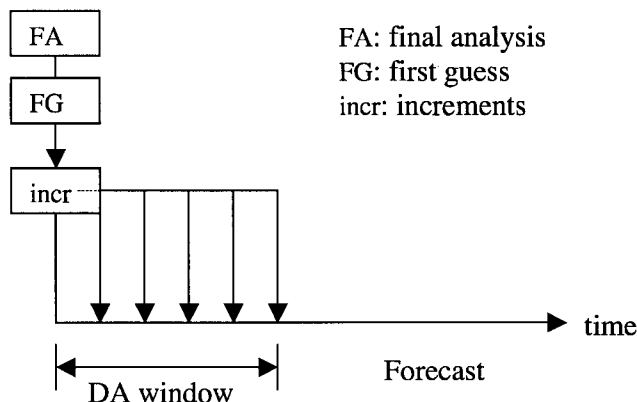 FA
FG
incr
FA: final analysis
FG: first guess
incr: increments
time
DA window
Forecast